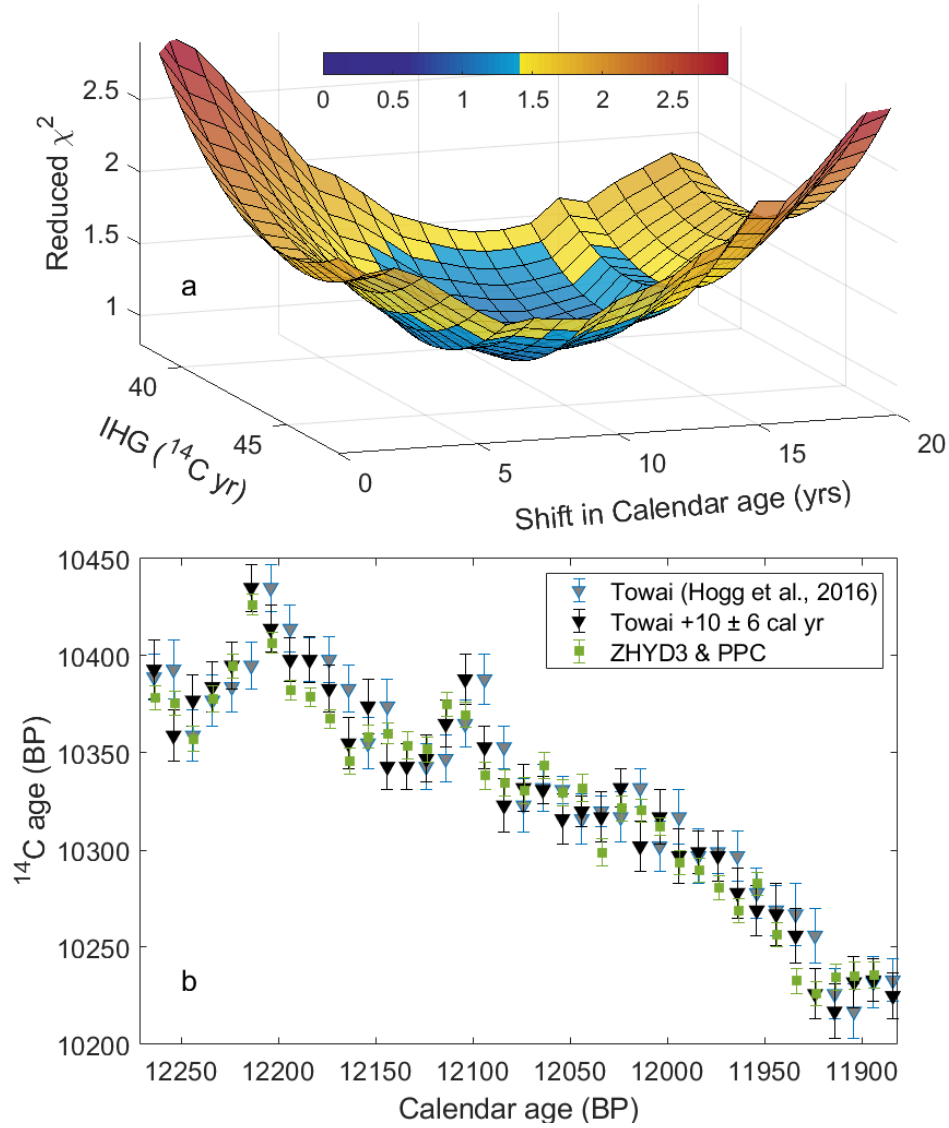 0 0.5 1 1.5 2 2.5
Reduced χ²
2.5
2
1.5
1
a
40
45
IHG (¹⁴C yr)
0 5 10 15 20
Shift in Calendar age (yrs)
10450
10400
10350
10300
10250
10200
¹⁴C age (BP)
Towai (Hogg et al., 2016)
Towai +10 ± 6 cal yr
ZHYD3 & PPC
b
12250 12200 12150 12100 12050 12000 11950 11900
Calendar age (BP)